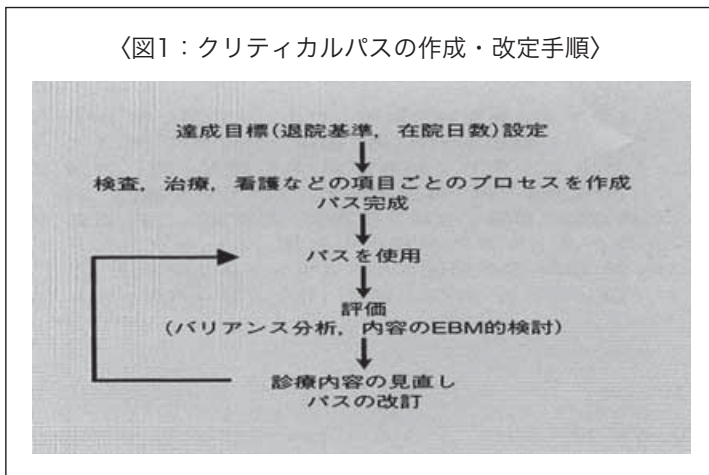 〈図1：クリティカルパスの作成・改定手順〉
達成目標(退院基準，在院日数)設定
検査，治療，看護などの項目ごとのプロセスを作成
パス完成
パスを使用
評価
(バリアンス分析，内容のEBM的検討)
診療内容の見直し
パスの改訂